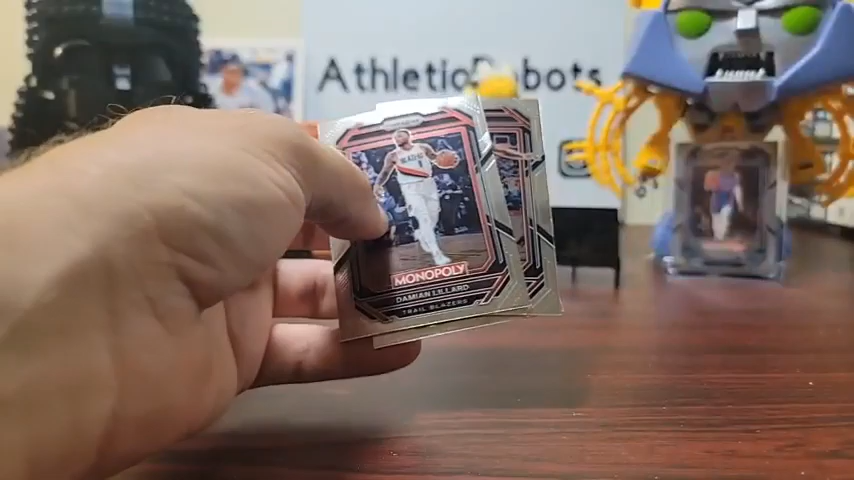 AthleticRobots
BLAZERS
MONOPOLY
DAMIAN LILLARD
TRAIL BLAZERS